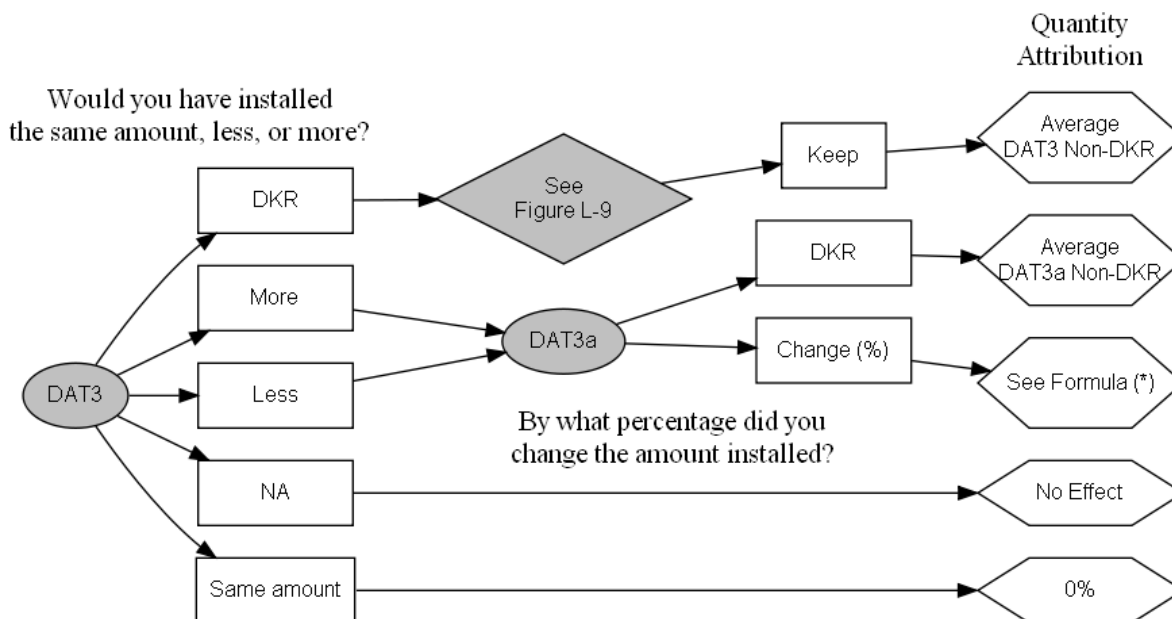 Quantity
Attribution
Would you have installed
the same amount, less, or more?
Average
DAT3 Non-DKR
Keep
See
Figure L-9
DKR
DKR
Average
DAT3a Non-DKR
More
DAT3a
Change (%)
See Formula (*)
DAT3
Less
By what percentage did you
change the amount installed?
NA
No Effect
Same amount
0%